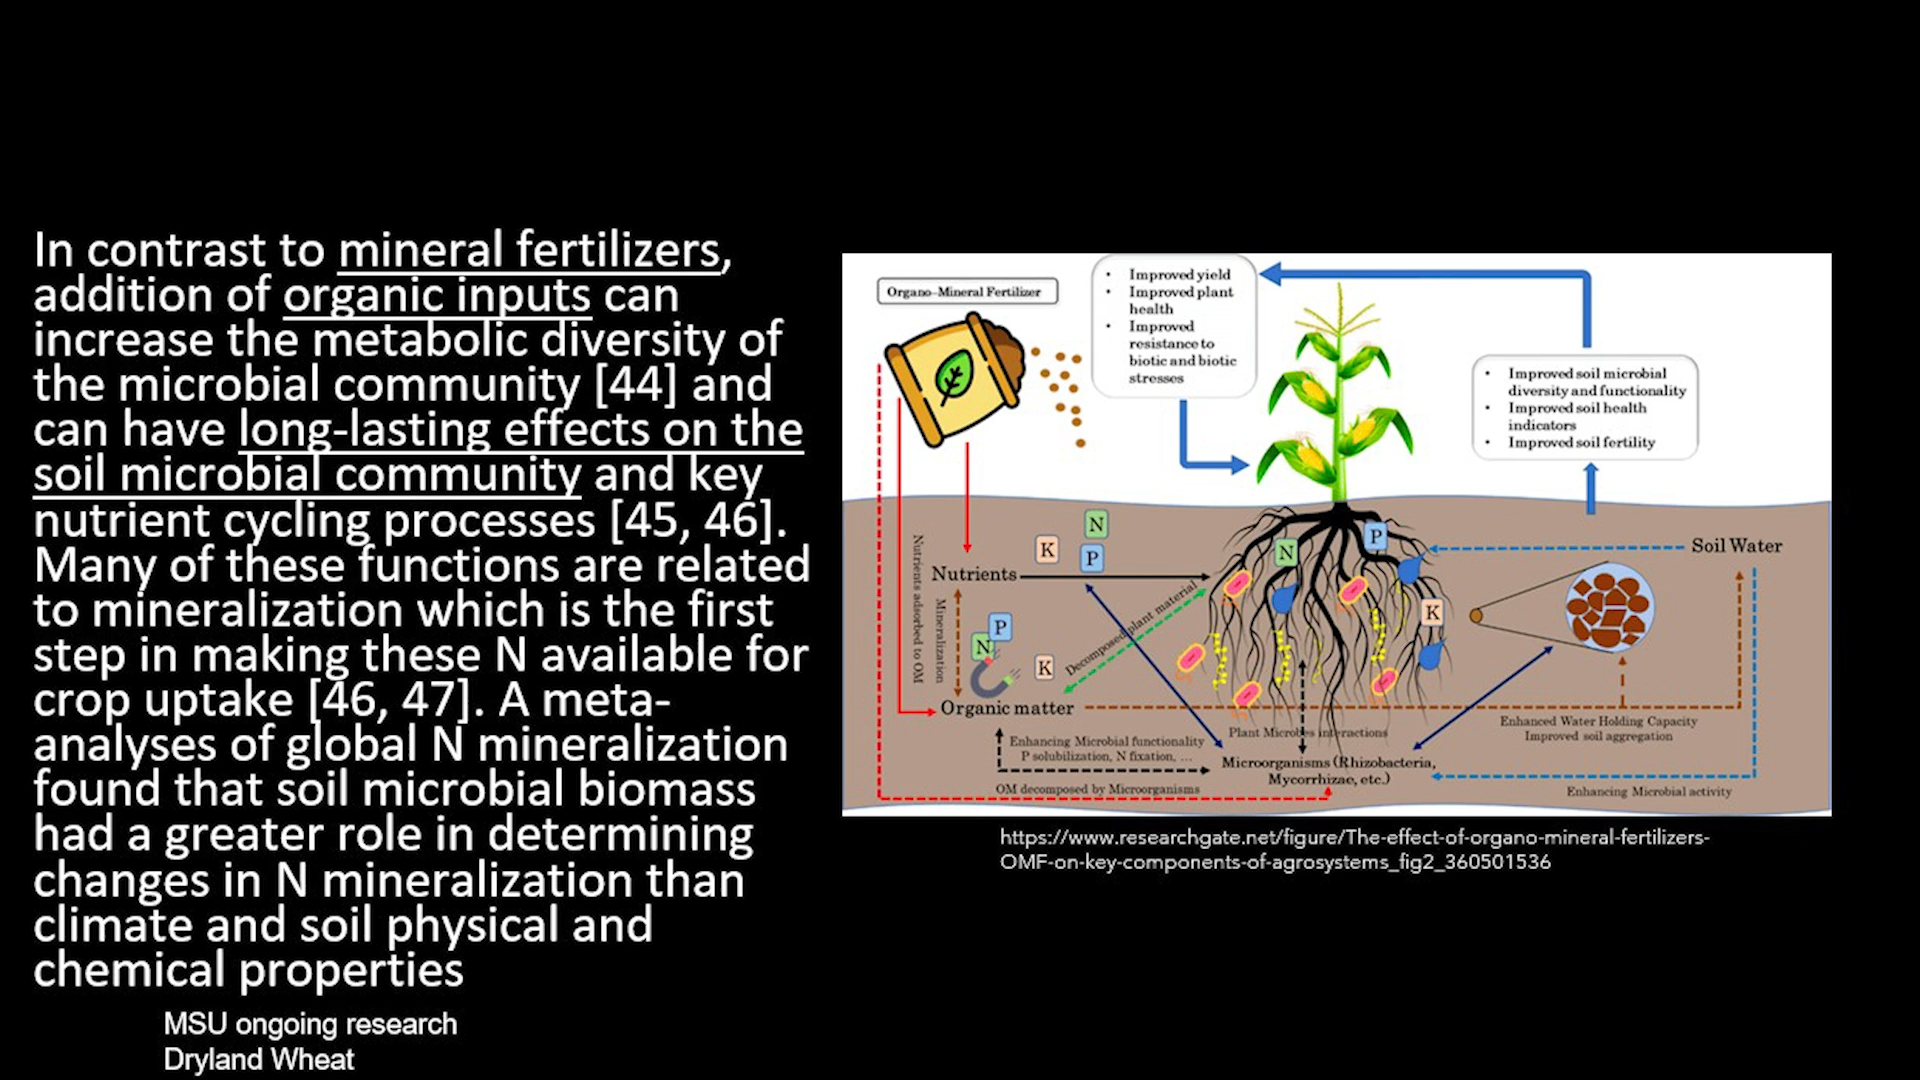 In contrast to mineral fertilizers,
addition of organic inputs can
increase the metabolic diversity of
the microbial community [44] and
can have long-lasting effects on the
soil microbial community and key
nutrient cycling processes [45, 46].
Many of these functions are related
to mineralization which is the first
step in making these N available for
crop uptake [46, 47]. A meta-
analyses of global N mineralization
found that soil microbial biomass
had a greater role in determining
changes in N mineralization than
climate and soil physical and
chemical properties
MSU ongoing research
Dryland Wheat
Organo-Mineral Fertilizer
• Improved yield
• Improved plant
health
• Improved
resistance to
biotic and biotic
stresses
• Improved soil microbial
diversity and functionality
• Improved soil health
indicators
• Improved soil fertility
N
K
P
N
P
Soil Water
Nutrients
Nutrients adsorbed to OM
Mineralization
Decomposed plant material
K
P
N
K
Organic matter
Plant Microbes interactions
Enhanced Water Holding Capacity
Improved soil aggregation
Enhancing Microbial functionality
P solubilization, N fixation, ...
Microorganisms (Rhizobacteria,
Mycorrhizae, etc.)
OM decomposed by Microorganisms
Enhancing Microbial activity
https://www.researchgate.net/figure/The-effect-of-organo-mineral-fertilizers-
OMF-on-key-components-of-agrosystems_fig2_360501536